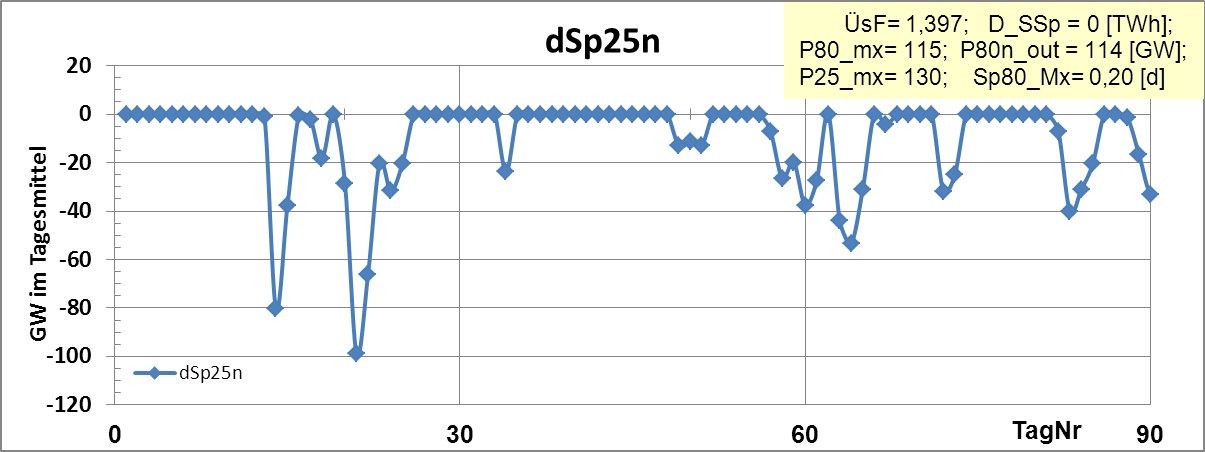 dSp25n
ÜsF= 1,397; D_SSp = 0 [TWh];
P80_mx= 115; P80n_out = 114 [GW];
P25_mx= 130; Sp80_Mx= 0,20 [d]
GW im Tagesmittel
20
0
-20
-40
-60
-80
-100
-120
dSp25n
0
30
60
TagNr
90